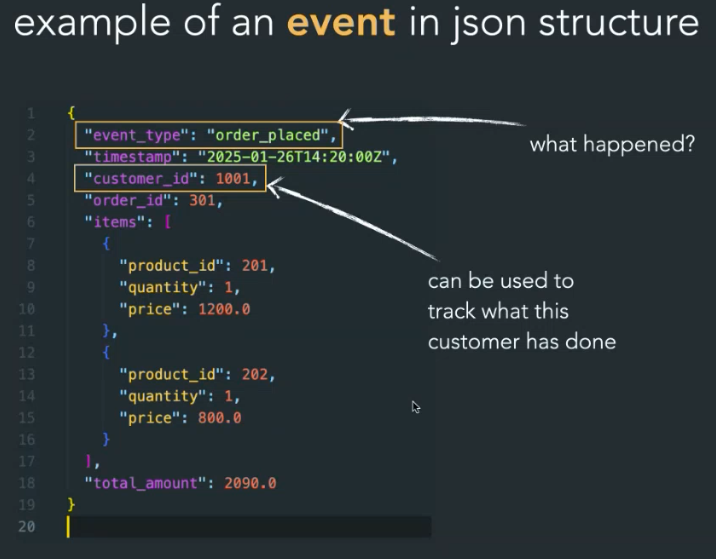 example of an event in json structure
1 {
2 "event_type": "order_placed",
3 "timestamp": "2025-01-26T14:20:00Z",
4 "customer_id": 1001,
5 "order_id": 301,
6 "items": [
7 {
8 "product_id": 201,
9 "quantity": 1,
10 "price": 1200.0
11 },
12 {
13 "product_id": 202,
14 "quantity": 1,
15 "price": 800.0
16 }
17 ],
18 "total_amount": 2090.0
19 }
20
what happened?
can be used to
track what this
customer has done